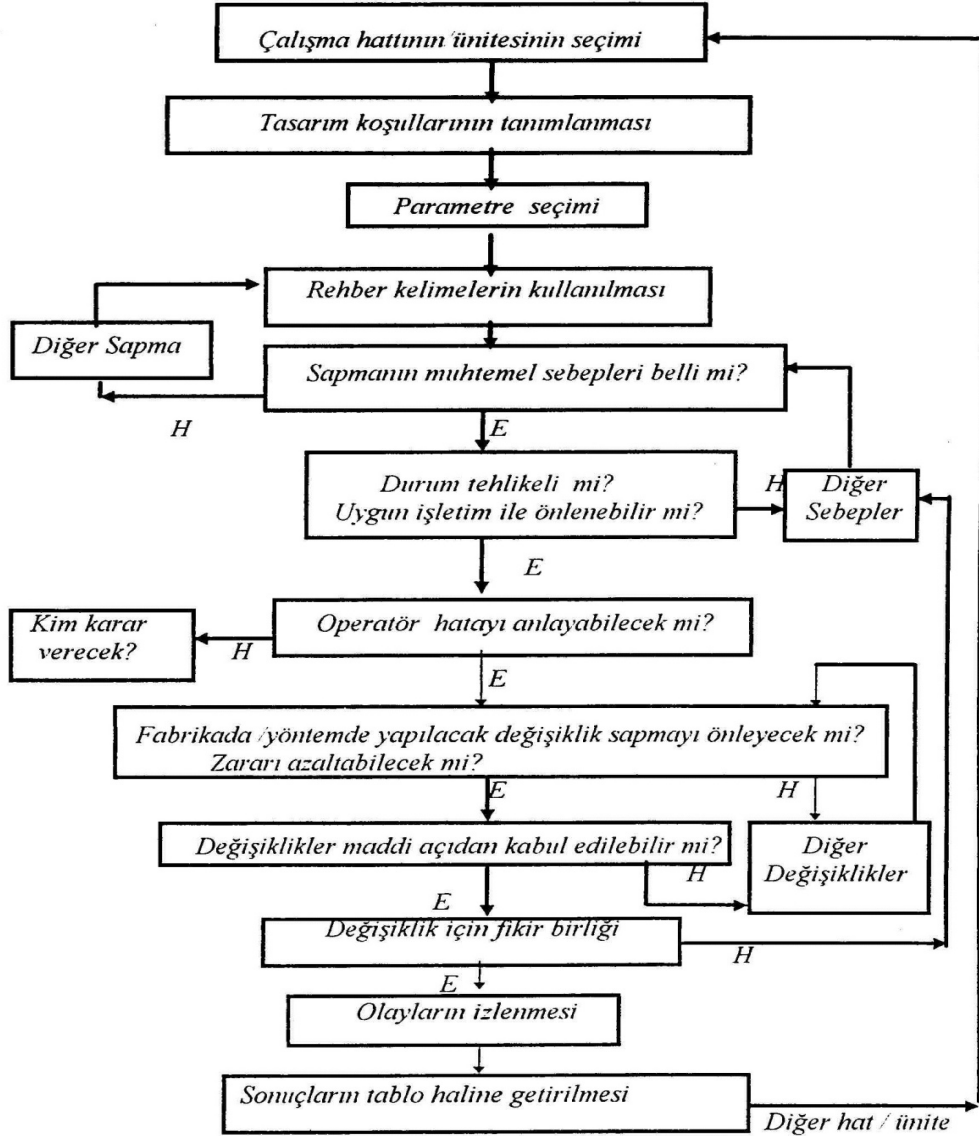 Çalışma hattının/ünitesinin seçimi
Tasarım koşullarının tanımlanması
Parametre seçimi
Rehber kelimelerin kullanılması
Diğer Sapma
Sapmanın muhtemel sebepleri belli mi?
H
E
Durum tehlikeli mi?
Uygun işletim ile önlenebilir mi?
H
Diğer
Sebepler
E
Kim karar
verecek?
H
Operatör hatayı anlayabilecek mi?
E
Fabrikada /yöntemde yapılacak değişiklik sapmayı önleyecek mi?
Zararı azaltabilecek mi?
E
H
Değişiklikler maddi açıdan kabul edilebilir mi?
H
Diğer
Değişiklikler
E
Değişiklik için fikir birliği
H
E
Olayların izlenmesi
Sonuçların tablo haline getirilmesi
Diğer hat / ünite